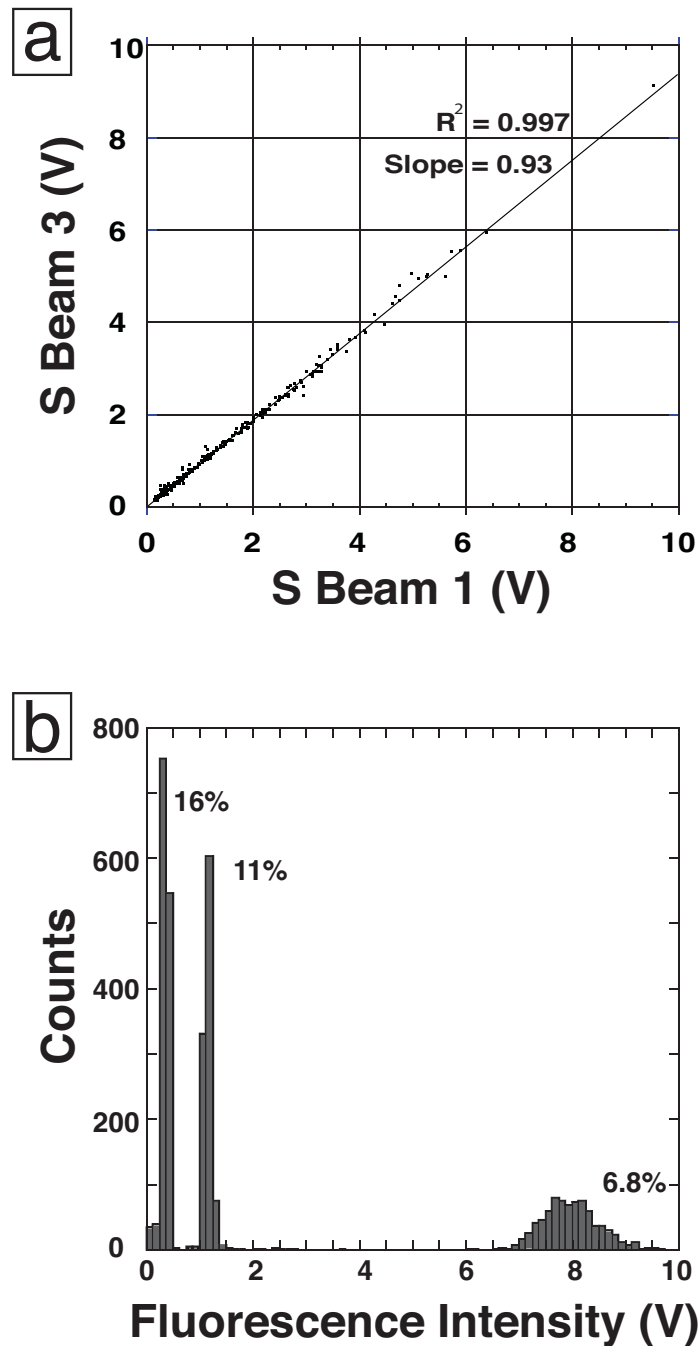 a
10
8
6
4
2
0
S Beam 3 (V)
R² = 0.997
Slope = 0.93
0 2 4 6 8 10
S Beam 1 (V)
b
800
600
400
200
0
Counts
16%
11%
6.8%
0 2 4 6 8 10
Fluorescence Intensity (V)